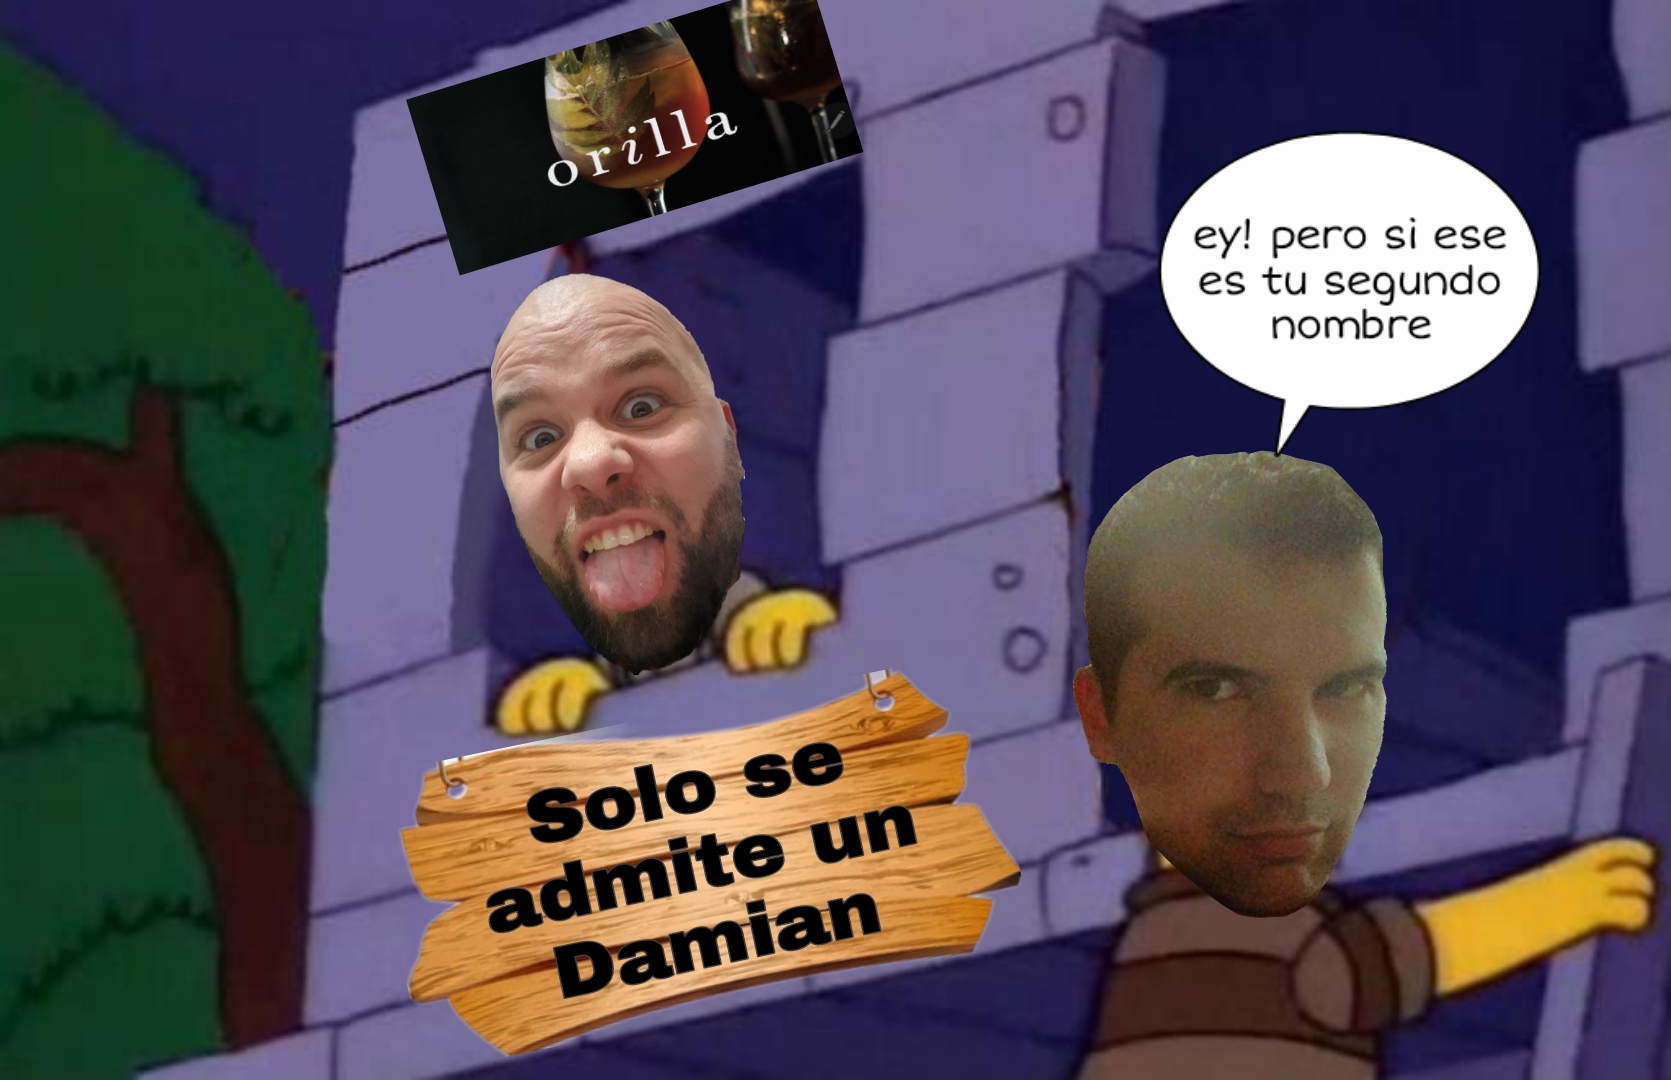 orilla
ey! pero si ese
es tu segundo
nombre
Solo se
admite un
Damian